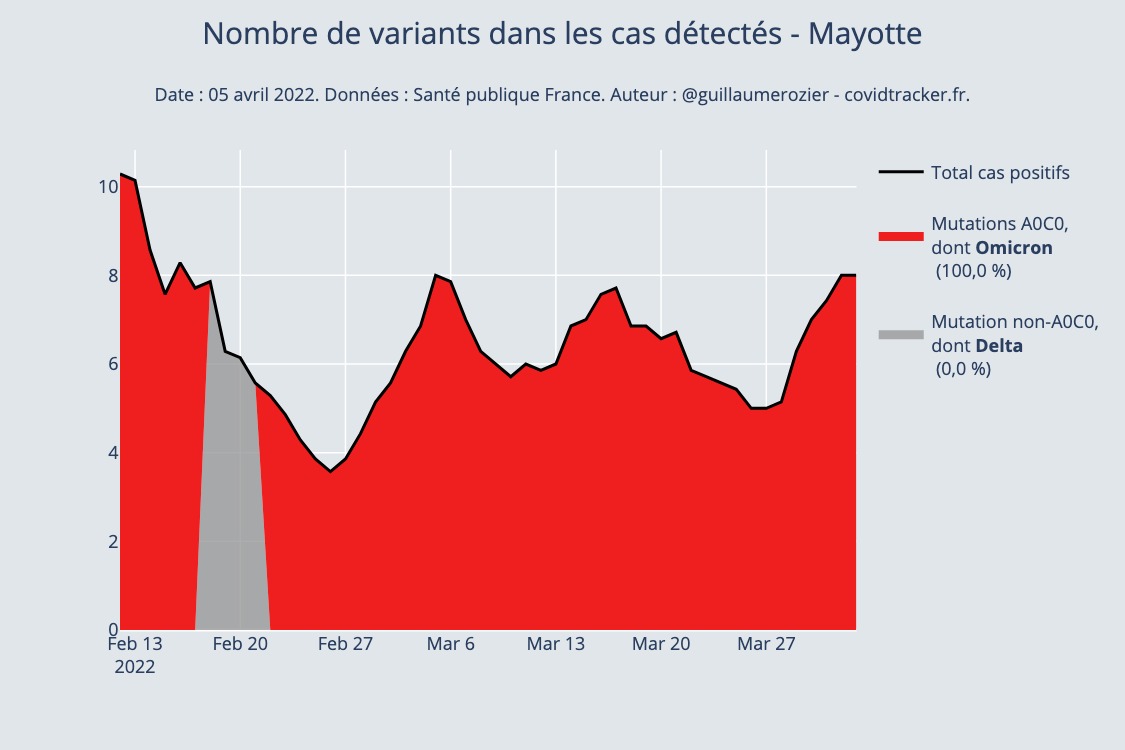 Nombre de variants dans les cas détectés - Mayotte
Date : 05 avril 2022. Données : Santé publique France. Auteur : @guillaumerozier - covidtracker.fr.
10
8
6
4
2
0
Feb 13
2022
Feb 20
Feb 27
Mar 6
Mar 13
Mar 20
Mar 27
Total cas positifs
Mutations A0C0,
dont Omicron
(100,0 %)
Mutation non-A0C0,
dont Delta
(0,0 %)